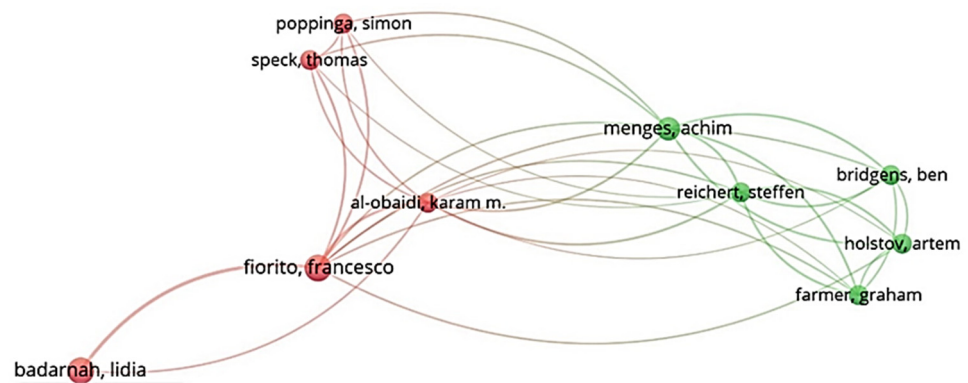 poppinga, simon
speck, thomas
menges, achim
bridgens, ben
reichert, steffen
al-obaidi, karam m.
holstov, artem
fiorito, francesco
farmer, graham
badarnah, lidia